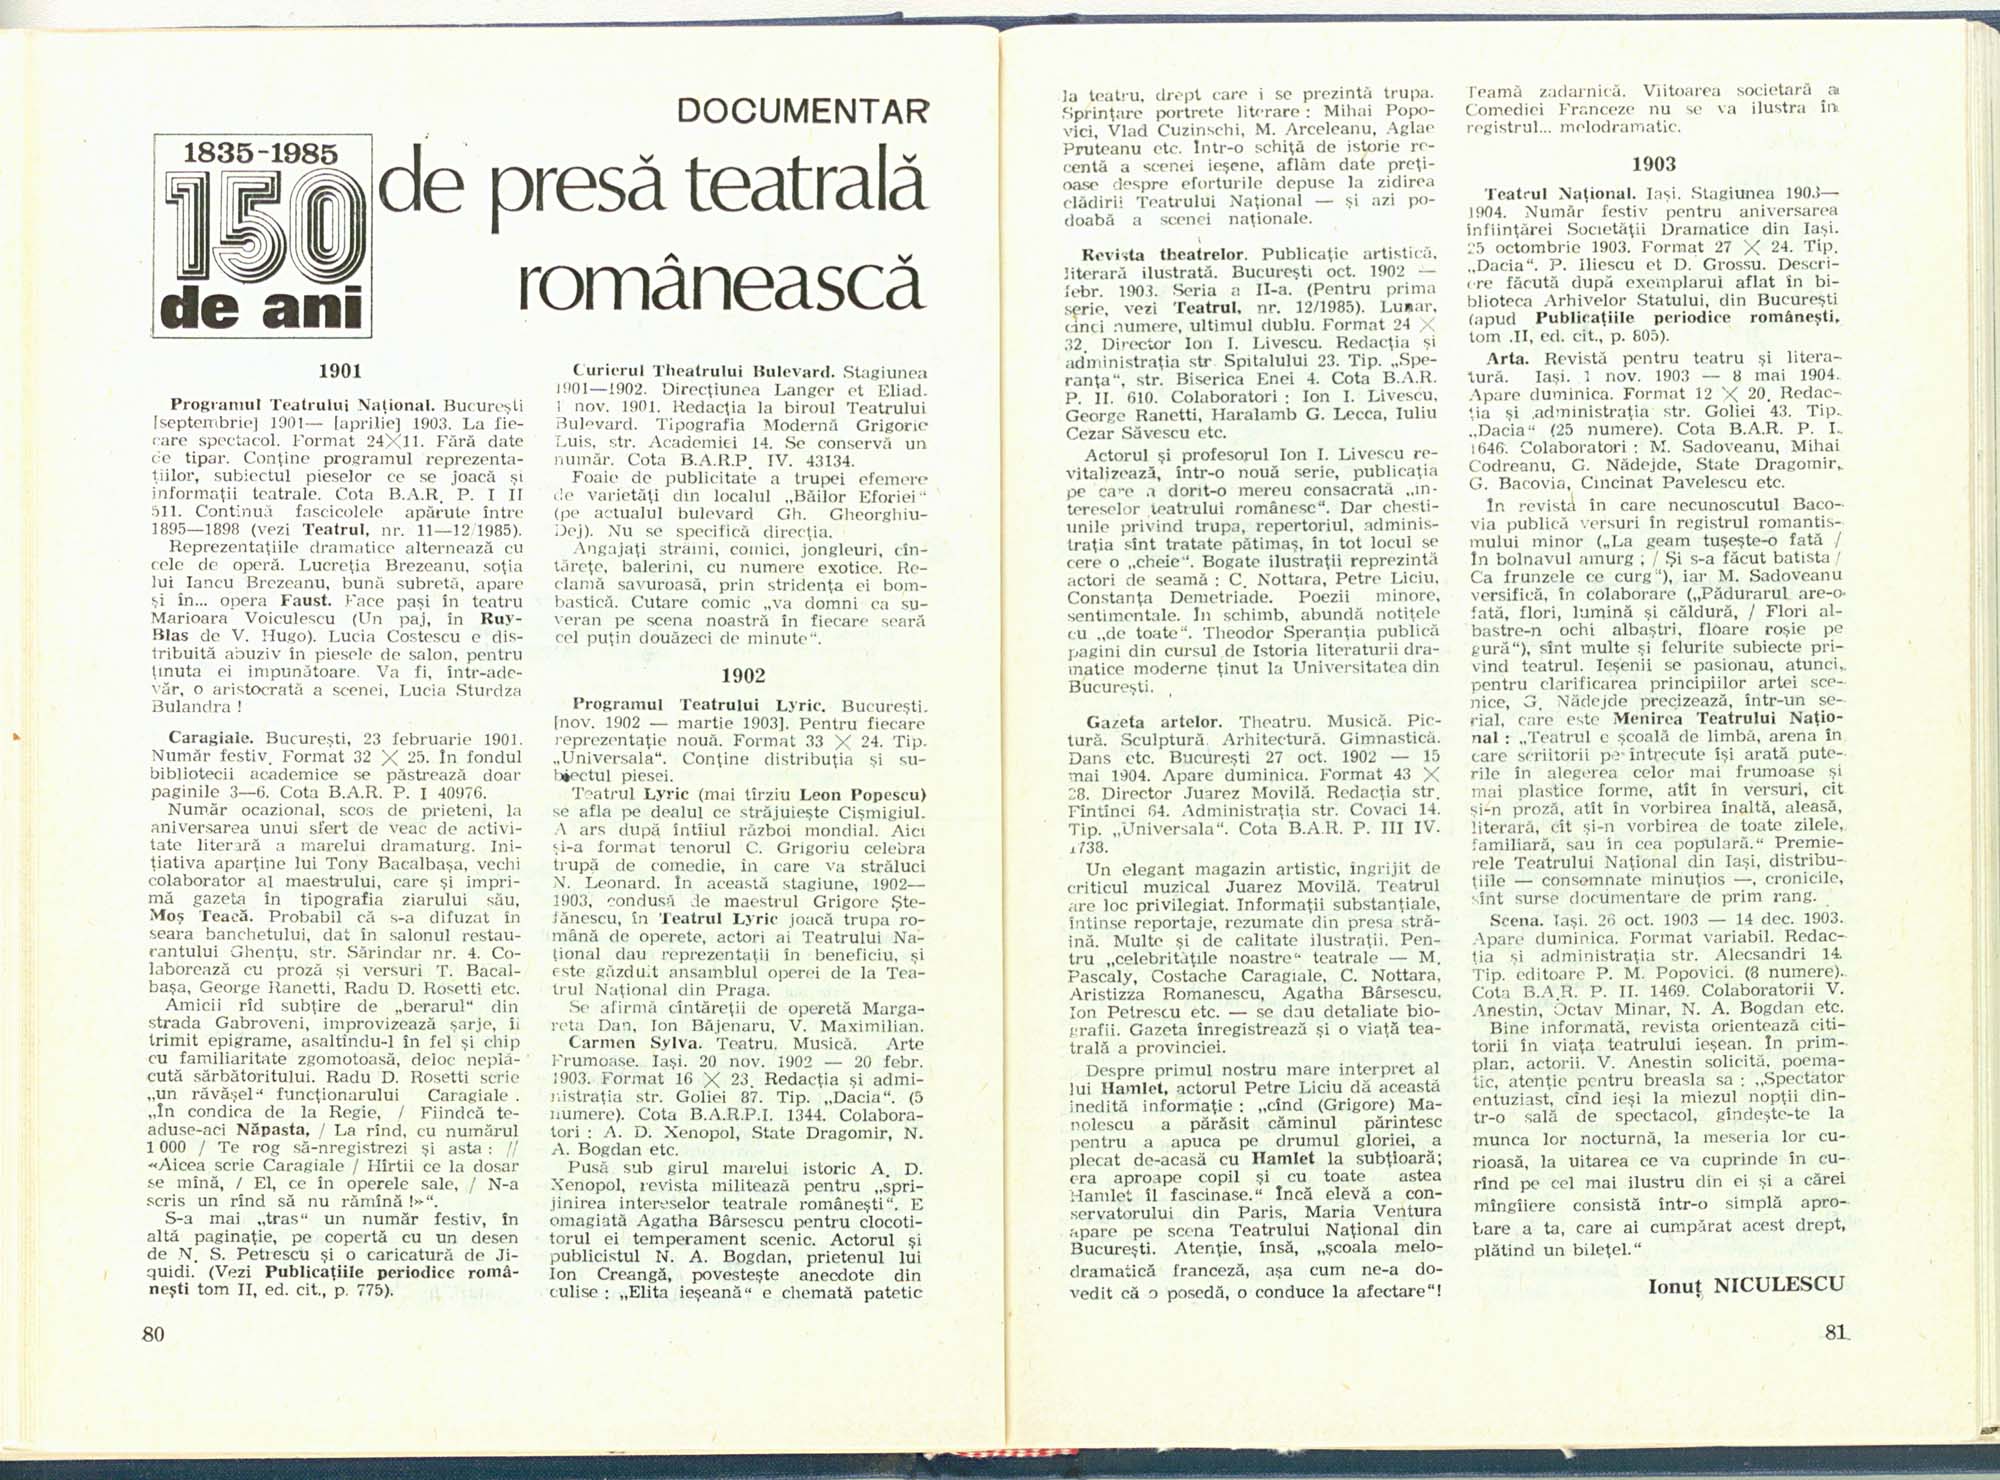 DOCUMENTAR
1835-1985
150
de ani
de presă teatrală
românească
1901
Programul Teatrului Național. București
[septembrie] 1901— [aprilie] 1903. La fie-
care spectacol. Format 24×11. Fără date
de tipar. Conține programul reprezenta-
țiilor, subiectul pieselor ce se joacă și
informații teatrale. Cota B.A.R. P. I II
511. Continuă fascicolele apărute între
1895—1898 (vezi Teatrul, nr. 11—12/1985).
Reprezentațiile dramatice alternează cu
cele de operă. Lucreția Brezeanu, soția
lui Iancu Brezeanu, bună subretă, apare
și în... opera Faust. Face pași în teatru
Marioara Voiculescu (Un paj, în Ruy-
Blas de V. Hugo). Lucia Costescu e dis-
tribuită abuziv în piesele de salon, pentru
ținuta ei impunătoare. Va fi, într-ade-
văr, o aristocrată a scenei, Lucia Sturdza
Bulandra !
Caragiale. București, 23 februarie 1901.
Număr festiv. Format 32 × 25. În fondul
bibliotecii academice se păstrează doar
paginile 3—6. Cota B.A.R. P. I 40976.
Număr ocazional, scos de prieteni, la
aniversarea unui sfert de veac de activi-
tate literară a marelui dramaturg. Ini-
țiativa aparține lui Tony Bacalbașa, vechi
colaborator al maestrului, care și impri-
mă gazeta în tipografia ziarului său,
Moș Teacă. Probabil că s-a difuzat în
seara banchetului, dat în salonul restau-
rantului Ghențu, str. Sărindar nr. 4. Co-
laborează cu proză și versuri T. Bacal-
bașa, George Ranetti, Radu D. Rosetti etc.
Amicii rîd subțire de „berarul“ din
strada Gabroveni, improvizează șarje, îi
trimit epigrame, asaltîndu-l în fel și chip
cu familiaritate zgomotoasă, deloc neplă-
cută sărbătoritului. Radu D. Rosetti scrie
„un răvășel“ funcționarului Caragiale .
„În condica de la Regie, / Fiindcă te-
aduse-aci Năpasta, / La rînd, cu numărul
1 000 / Te rog să-nregistrezi și asta : //
«Aicea scrie Caragiale / Hîrtii ce la dosar
se mînă, / El, ce în operele sale, / N-a
scris un rînd să nu rămînă !»“.
S-a mai „tras“ un număr festiv, în
altă paginație, pe copertă cu un desen
de N. S. Petrescu și o caricatură de Ji-
quidi. (Vezi Publicațiile periodice româ-
nești tom II, ed. cit., p. 775).
80
Curierul Theatrului Bulevard. Stagiunea
1901—1902. Direcțiunea Langer et Eliad.
1 nov. 1901. Redacția la biroul Teatrului
Bulevard. Tipografia Modernă Grigorie
Luis, str. Academiei 14. Se conservă un
număr. Cota B.A.R.P. IV. 43134.
Foaie de publicitate a trupei efemere
de varietăți din localul „Băilor Eforiei“
(pe actualul bulevard Gh. Gheorghiu-
Dej). Nu se specifică direcția.
Angajați străini, comici, jongleuri, cîn-
tărețe, balerini, cu numere exotice. Re-
clamă savuroasă, prin stridența ei bom-
bastică. Cutare comic „va domni ca su-
veran pe scena noastră în fiecare seară
cel puțin douăzeci de minute“.
1902
Programul Teatrului Lyric. București.
[nov. 1902 — martie 1903]. Pentru fiecare
reprezentație nouă. Format 33 × 24. Tip.
„Universala“. Conține distribuția și su-
biectul piesei.
Teatrul Lyric (mai tîrziu Leon Popescu)
se afla pe dealul ce străjuiește Cișmigiul.
A ars după întîiul război mondial. Aici
și-a format tenorul C. Grigoriu celebra
trupă de comedie, în care va străluci
N. Leonard. În această stagiune, 1902—
1903, condusă de maestrul Grigore Ște-
fănescu, în Teatrul Lyric joacă trupa ro-
mână de operete, actori ai Teatrului Na-
țional dau reprezentații în beneficiu, și
este găzduit ansamblul operei de la Tea-
trul Național din Praga.
Se afirmă cîntăreții de operetă Marga-
reta Dan, Ion Băjenaru, V. Maximilian.
Carmen Sylva. Teatru. Musică. Arte
Frumoase. Iași. 20 nov. 1902 — 20 febr.
1903. Format 16 × 23. Redacția și admi-
nistrația str. Goliei 87. Tip. „Dacia“. (5
numere). Cota B.A.R.P.I. 1344. Colabora-
tori : A. D. Xenopol, State Dragomir, N.
A. Bogdan etc.
Pusă sub girul marelui istoric A. D.
Xenopol, revista militează pentru „spri-
jinirea intereselor teatrale românești“. E
omagiată Agatha Bârsescu pentru clocoti-
torul ei temperament scenic. Actorul și
publicistul N. A. Bogdan, prietenul lui
Ion Creangă, povestește anecdote din
culise : „Elita ieșeană“ e chemată patetic
la teatru, drept care i se prezintă trupa.
Sprințare portrete literare : Mihai Popo-
vici, Vlad Cuzinschi, M. Arceleanu, Aglae
Pruteanu etc. Într-o schiță de istorie re-
centă a scenei ieșene, aflăm date preți-
oase despre eforturile depuse la zidirea
clădirii Teatrului Național — și azi po-
doabă a scenei naționale.
Revista theatrelor. Publicație artistică,
literară ilustrată. București oct. 1902 —
febr. 1903. Seria a II-a. (Pentru prima
serie, vezi Teatrul, nr. 12/1985). Lunar,
cinci numere, ultimul dublu. Format 24 ×
32. Director Ion I. Livescu. Redacția și
administrația str. Spitalului 23. Tip. „Spe-
ranța“, str. Biserica Enei 4. Cota B.A.R.
P. II. 610. Colaboratori : Ion I. Livescu,
George Ranetti, Haralamb G. Lecca, Iuliu
Cezar Săvescu etc.
Actorul și profesorul Ion I. Livescu re-
vitalizează, într-o nouă serie, publicația
pe care a dorit-o mereu consacrată „in-
tereselor teatrului românesc“. Dar chesti-
unile privind trupa, repertoriul, adminis-
trația sînt tratate pătimaș, în tot locul se
cere o „cheie“. Bogate ilustrații reprezintă
actori de seamă : C. Nottara, Petre Liciu,
Constanța Demetriade. Poezii minore,
sentimentale. În schimb, abundă notițele
cu „de toate“. Theodor Speranția publică
pagini din cursul de Istoria literaturii dra-
matice moderne ținut la Universitatea din
București.
Gazeta artelor. Theatru. Musică. Pic-
tură. Sculptură. Arhitectură. Gimnastică.
Dans etc. București 27 oct. 1902 — 15
mai 1904. Apare duminica. Format 43 ×
28. Director Juarez Movilă. Redacția str.
Fîntînei 64. Administrația str. Covaci 14.
Tip. „Universala“. Cota B.A.R. P. III IV.
1738.
Un elegant magazin artistic, îngrijit de
criticul muzical Juarez Movilă. Teatrul
are loc privilegiat. Informații substanțiale,
întinse reportaje, rezumate din presa stră-
ină. Multe și de calitate ilustrații. Pen-
tru „celebritățile noastre“ teatrale — M.
Pascaly, Costache Caragiale, C. Nottara,
Aristizza Romanescu, Agatha Bârsescu,
Ion Petrescu etc. — se dau detaliate bio-
grafii. Gazeta înregistrează și o viață tea-
trală a provinciei.
Despre primul nostru mare interpret al
lui Hamlet, actorul Petre Liciu dă această
inedită informație : „cînd (Grigore) Ma-
nolescu a părăsit căminul părintesc
pentru a apuca pe drumul gloriei, a
plecat de-acasă cu Hamlet la subțioară;
era aproape copil și cu toate astea
Hamlet îl fascinase.“ Încă elevă a con-
servatorului din Paris, Maria Ventura
apare pe scena Teatrului Național din
București. Atenție, însă, „școala melo-
dramatică franceză, așa cum ne-a do-
vedit că o posedă, o conduce la afectare“!
Teamă zadarnică. Viitoarea societară a
Comediei Franceze nu se va ilustra în
registrul... melodramatic.
1903
Teatrul Național. Iași. Stagiunea 1903—
1904. Număr festiv pentru aniversarea
înființărei Societății Dramatice din Iași.
25 octombrie 1903. Format 27 × 24. Tip.
„Dacia“. P. Iliescu et D. Grossu. Descri-
ere făcută după exemplarul aflat în bi-
blioteca Arhivelor Statului, din București
(apud Publicațiile periodice românești,
tom .II, ed. cit., p. 805).
Arta. Revistă pentru teatru și litera-
tură. Iași. 1 nov. 1903 — 8 mai 1904.
Apare duminica. Format 12 × 20. Redac-
ția și administrația str. Goliei 43. Tip.
„Dacia“ (25 numere). Cota B.A.R. P. I.
1646. Colaboratori : M. Sadoveanu, Mihai
Codreanu, G. Nădejde, State Dragomir,
G. Bacovia, Cincinat Pavelescu etc.
În revistă în care necunoscutul Baco-
via publică versuri în registrul romantis-
mului minor („La geam tușește-o fată /
În bolnavul amurg ; / Și s-a făcut batista /
Ca frunzele ce curg“), iar M. Sadoveanu
versifică, în colaborare („Pădurarul are-o
fată, flori, lumină și căldură, / Flori al-
bastre-n ochi albaștri, floare roșie pe
gură“), sînt multe și felurite subiecte pri-
vind teatrul. Ieșenii se pasionau, atunci,
pentru clarificarea principiilor artei sce-
nice, G. Nădejde precizează, într-un se-
rial, care este Menirea Teatrului Națio-
nal : „Teatrul e școală de limbă, arena în
care scriitorii pe întrecute își arată pute-
rile în alegerea celor mai frumoase și
mai plastice forme, atît în versuri, cit
și-n proză, atît în vorbirea înaltă, aleasă,
literară, cît și-n vorbirea de toate zilele,
familiară, sau în cea populară.“ Premie-
rele Teatrului Național din Iași, distribu-
țiile — consemnate minuțios —, cronicile,
sînt surse documentare de prim rang.
Scena. Iași. 26 oct. 1903 — 14 dec. 1903.
Apare duminica. Format variabil. Redac-
ția și administrația str. Alecsandri 14.
Tip. editoare P. M. Popovici. (8 numere).
Cota B.A.R. P. II. 1469. Colaboratorii V.
Anestin, Octav Minar, N. A. Bogdan etc.
Bine informată, revista orientează citi-
torii în viața teatrului ieșean. În prim-
plan, actorii. V. Anestin solicită, poema-
tic, atenție pentru breasla sa : „Spectator
entuziast, cînd ieși la miezul nopții din-
tr-o sală de spectacol, gîndește-te la
munca lor nocturnă, la meseria lor cu-
rioasă, la uitarea ce va cuprinde în cu-
rînd pe cel mai ilustru din ei și a cărei
mîngîiere consistă într-o simplă apro-
bare a ta, care ai cumpărat acest drept,
plătind un bilețel.“
Ionuț NICULESCU
81